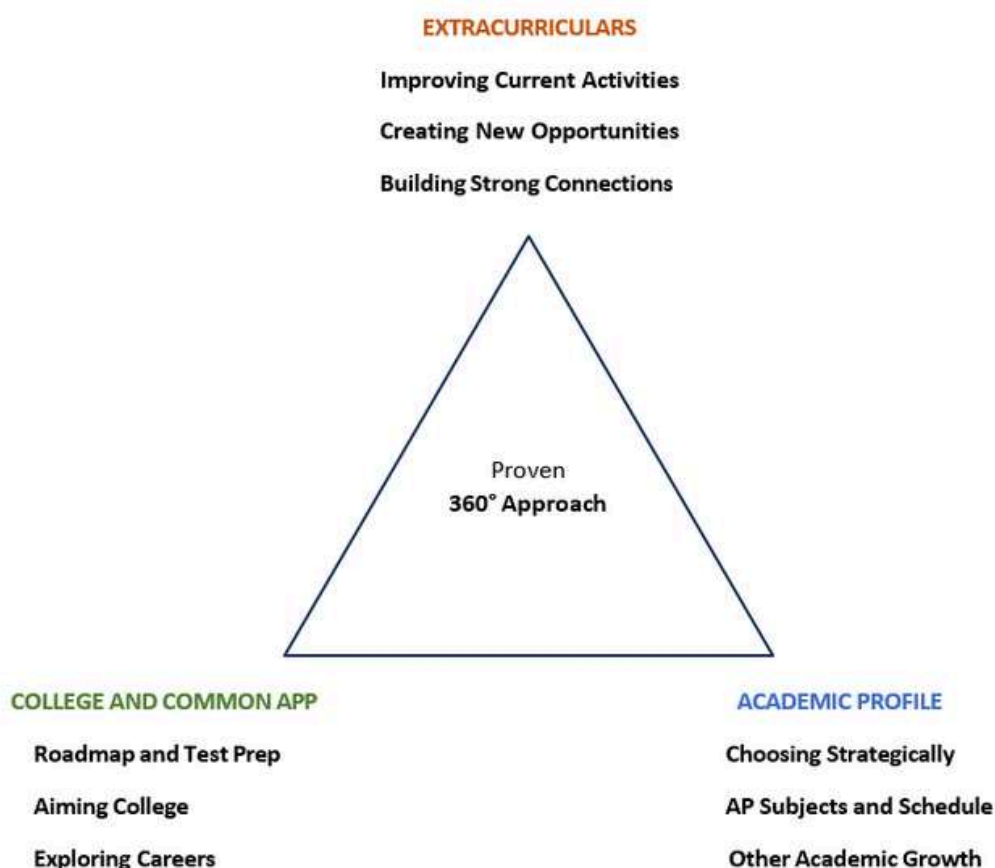 EXTRACURRICULARS
Improving Current Activities
Creating New Opportunities
Building Strong Connections
Proven
360° Approach
COLLEGE AND COMMON APP
Roadmap and Test Prep
Aiming College
Exploring Careers
ACADEMIC PROFILE
Choosing Strategically
AP Subjects and Schedule
Other Academic Growth